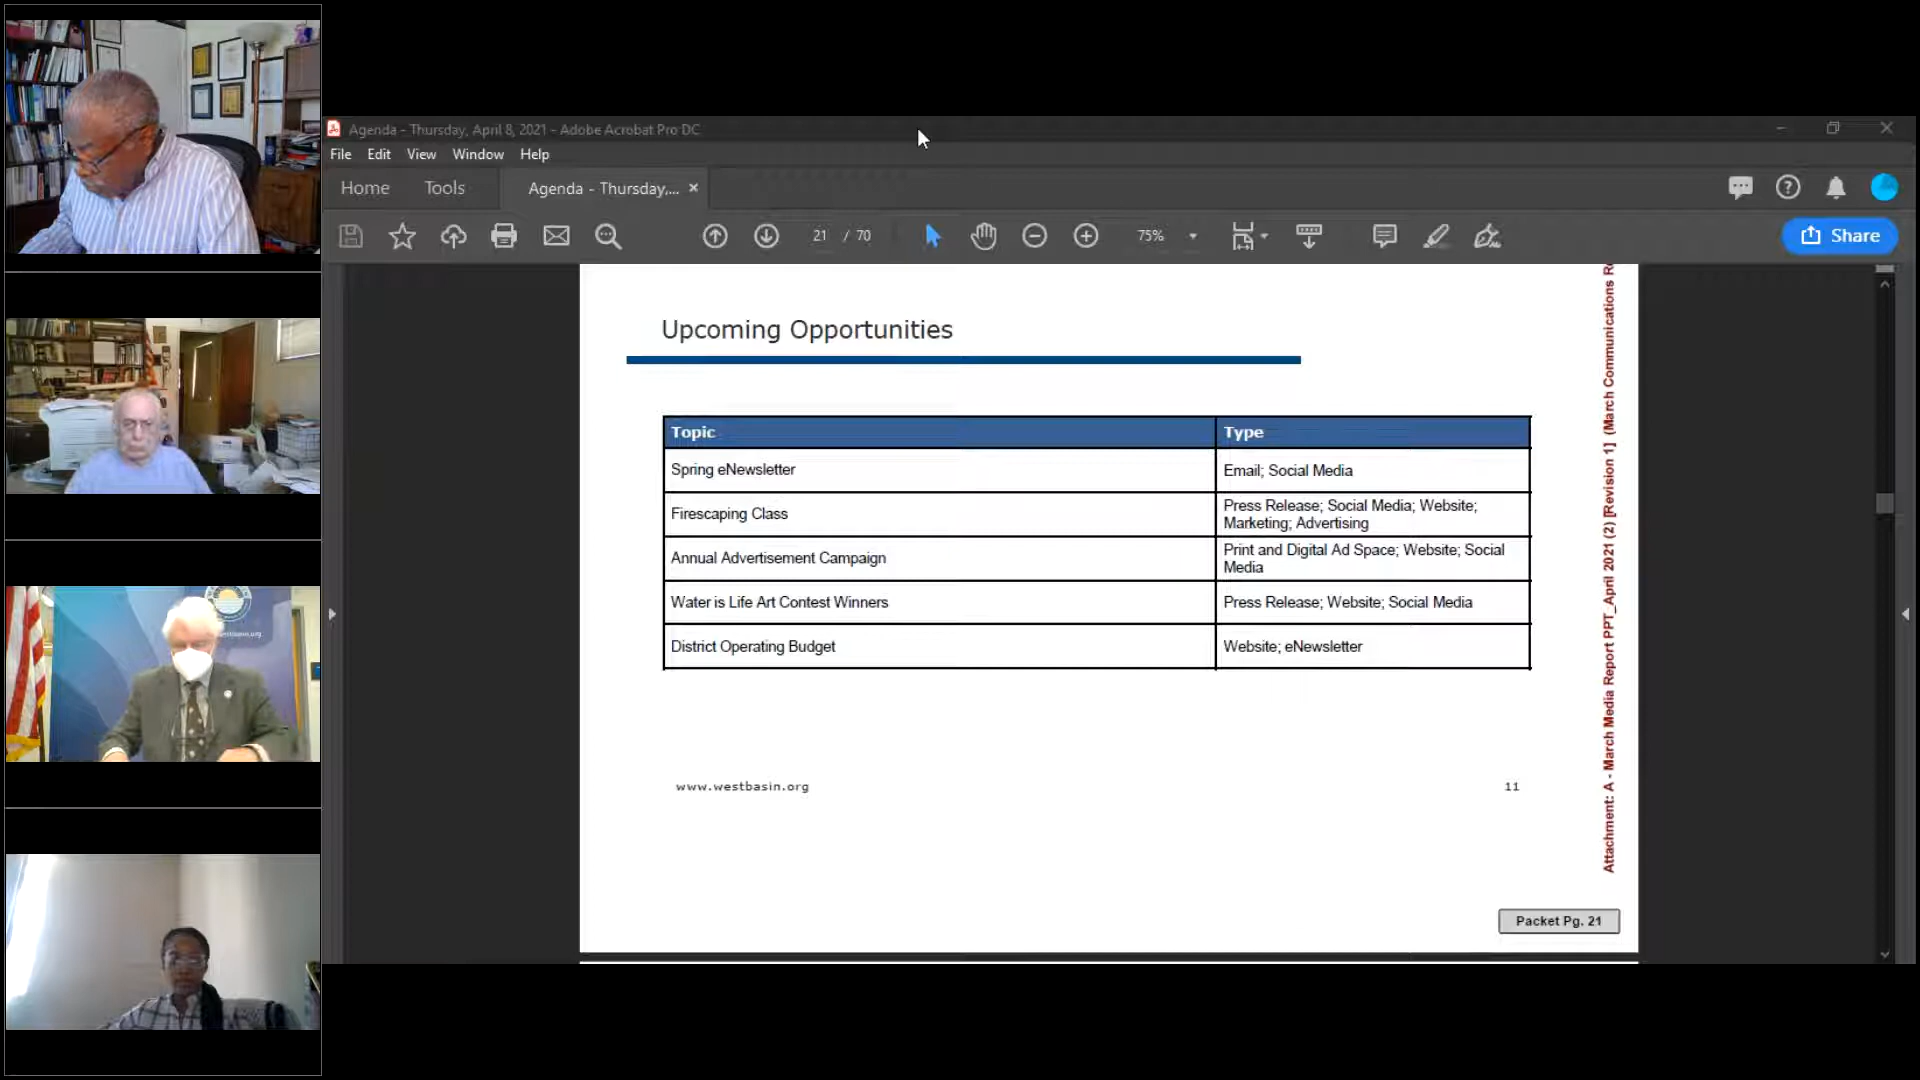 Agenda - Thursday, April 8, 2021 - Adobe Acrobat Pro DC
File Edit View Window Help
Home Tools Agenda - Thursday,... ×
21 / 70 75% Share
Upcoming Opportunities
Topic Type
Spring eNewsletter Email; Social Media
Firescaping Class Press Release; Social Media; Website;
Marketing; Advertising
Annual Advertisement Campaign Print and Digital Ad Space; Website; Social
Media
Water is Life Art Contest Winners Press Release; Website; Social Media
District Operating Budget Website; eNewsletter
www.westbasin.org 11
Attachment: A - March Media Report PPT_April 2021 (2) [Revision 1] (March Communications
Packet Pg. 21